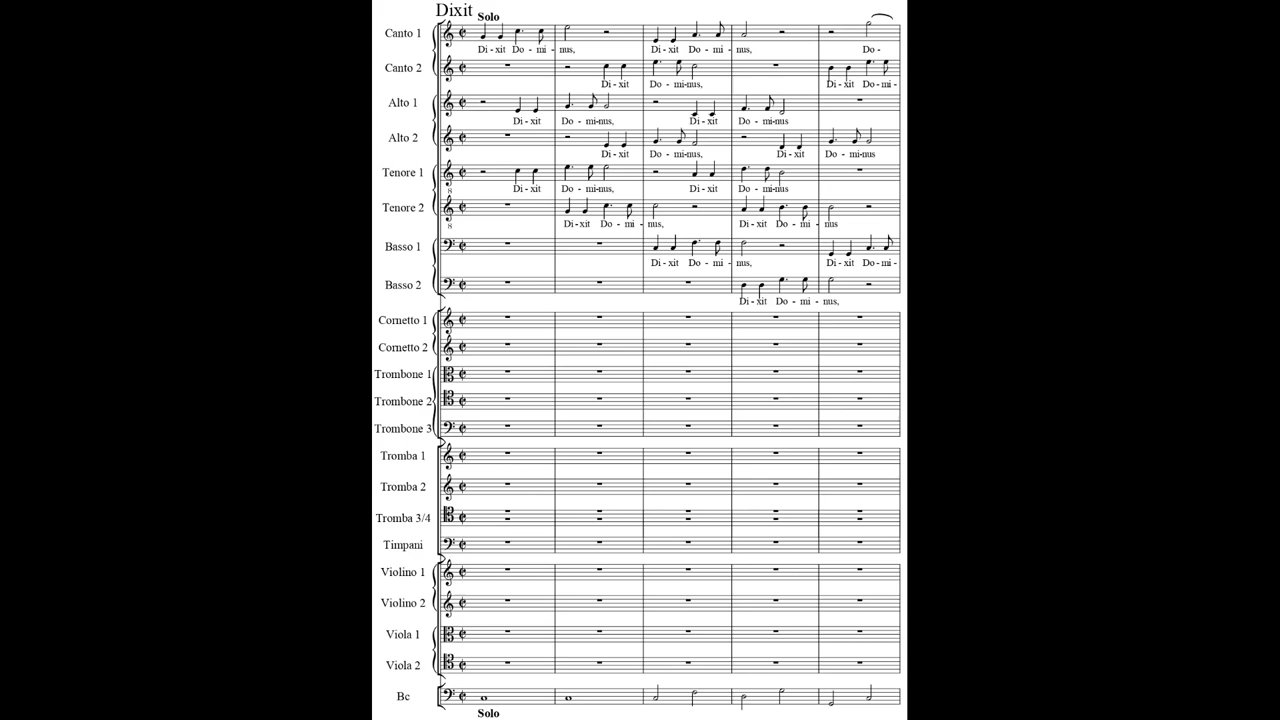 Dixit
Solo
Canto 1
Di - xit Do - mi - nus, Di - xit Do - mi - nus, Do -
Canto 2
Di - xit Do - mi - nus, Di - xit Do - mi -
Alto 1
Di - xit Do - mi - nus, Di - xit Do - mi - nus
Alto 2
Di - xit Do - mi - nus, Di - xit Do - mi - nus
Tenore 1
Di - xit Do - mi - nus, Di - xit Do - mi - nus
Tenore 2
Di - xit Do - mi - nus, Di - xit Do - mi - nus
Basso 1
Di - xit Do - mi - nus, Di - xit Do - mi -
Basso 2
Di - xit Do - mi - nus,
Cornetto 1
Cornetto 2
Trombone 1
Trombone 2
Trombone 3
Tromba 1
Tromba 2
Tromba 3/4
Timpani
Violino 1
Violino 2
Viola 1
Viola 2
Bc
Solo